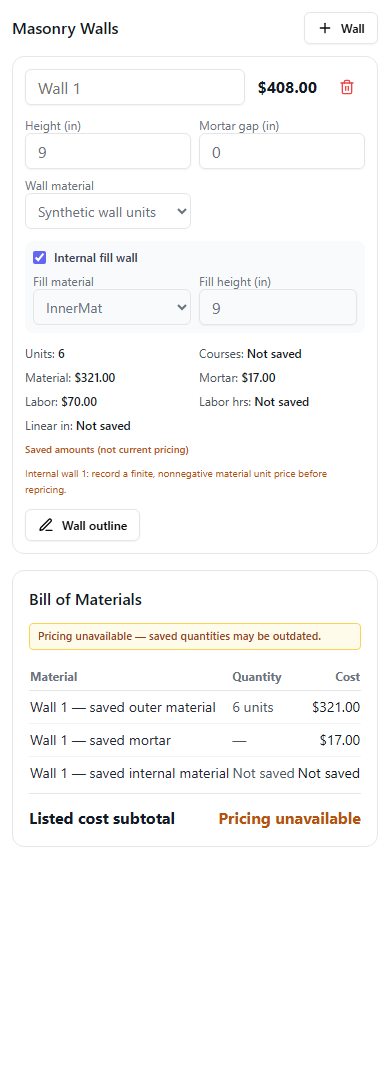 Masonry Walls
Wall
Wall 1
$408.00
Height (in)
Mortar gap (in)
9
0
Wall material
Synthetic wall units
Internal fill wall
Fill material
Fill height (in)
InnerMat
9
Units: 6
Courses: Not saved
Material: $321.00
Mortar: $17.00
Labor: $70.00
Labor hrs: Not saved
Linear in: Not saved
Saved amounts (not current pricing)
Internal wall 1: record a finite, nonnegative material unit price before
repricing.
Wall outline
Bill of Materials
Pricing unavailable — saved quantities may be outdated.
Material Quantity Cost
Wall 1 — saved outer material 6 units $321.00
Wall 1 — saved mortar — $17.00
Wall 1 — saved internal material Not saved Not saved
Listed cost subtotal Pricing unavailable